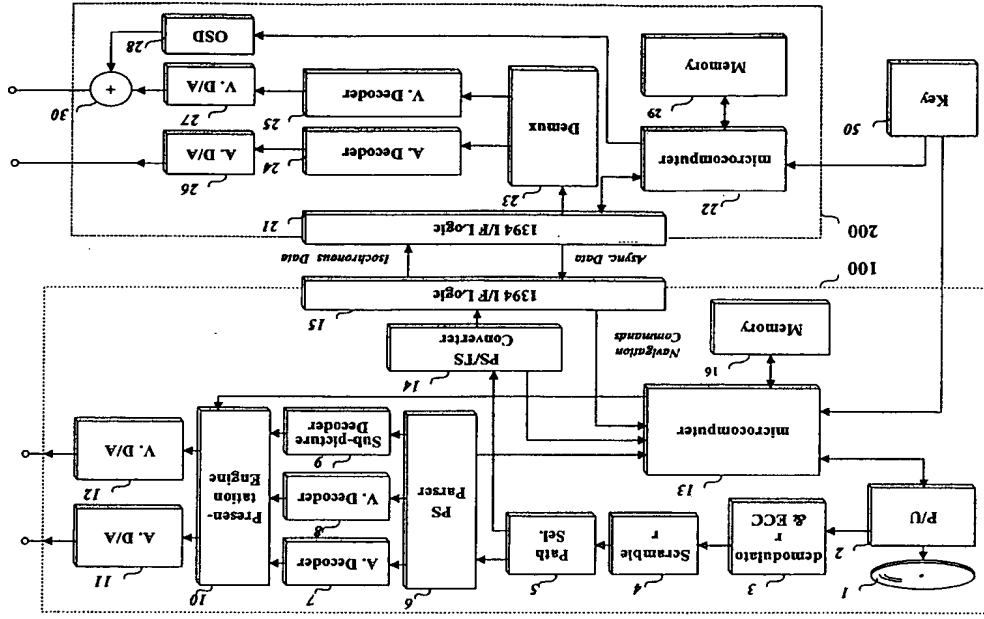 1
P/U
2
demodulato
r
& ECC
3
Scramble
r
4
Path
Sel.
5
PS
Parser
6
A. Decoder
7
V. Decoder
8
Sub-picture
Decoder
9
Presen-
tation
Engine
10
A. D/A
11
V. D/A
12
microcomputer
13
Memory
16
PS/TS
Converter
14
Navigation
Commands
1394 I/F Logic
15
100
200
Async. Data
Isochronous Data
1394 I/F Logic
21
Key
50
microcomputer
22
Memory
29
Demux
23
A. Decoder
24
V. Decoder
25
A. D/A
26
V. D/A
27
OSD
28
+
30